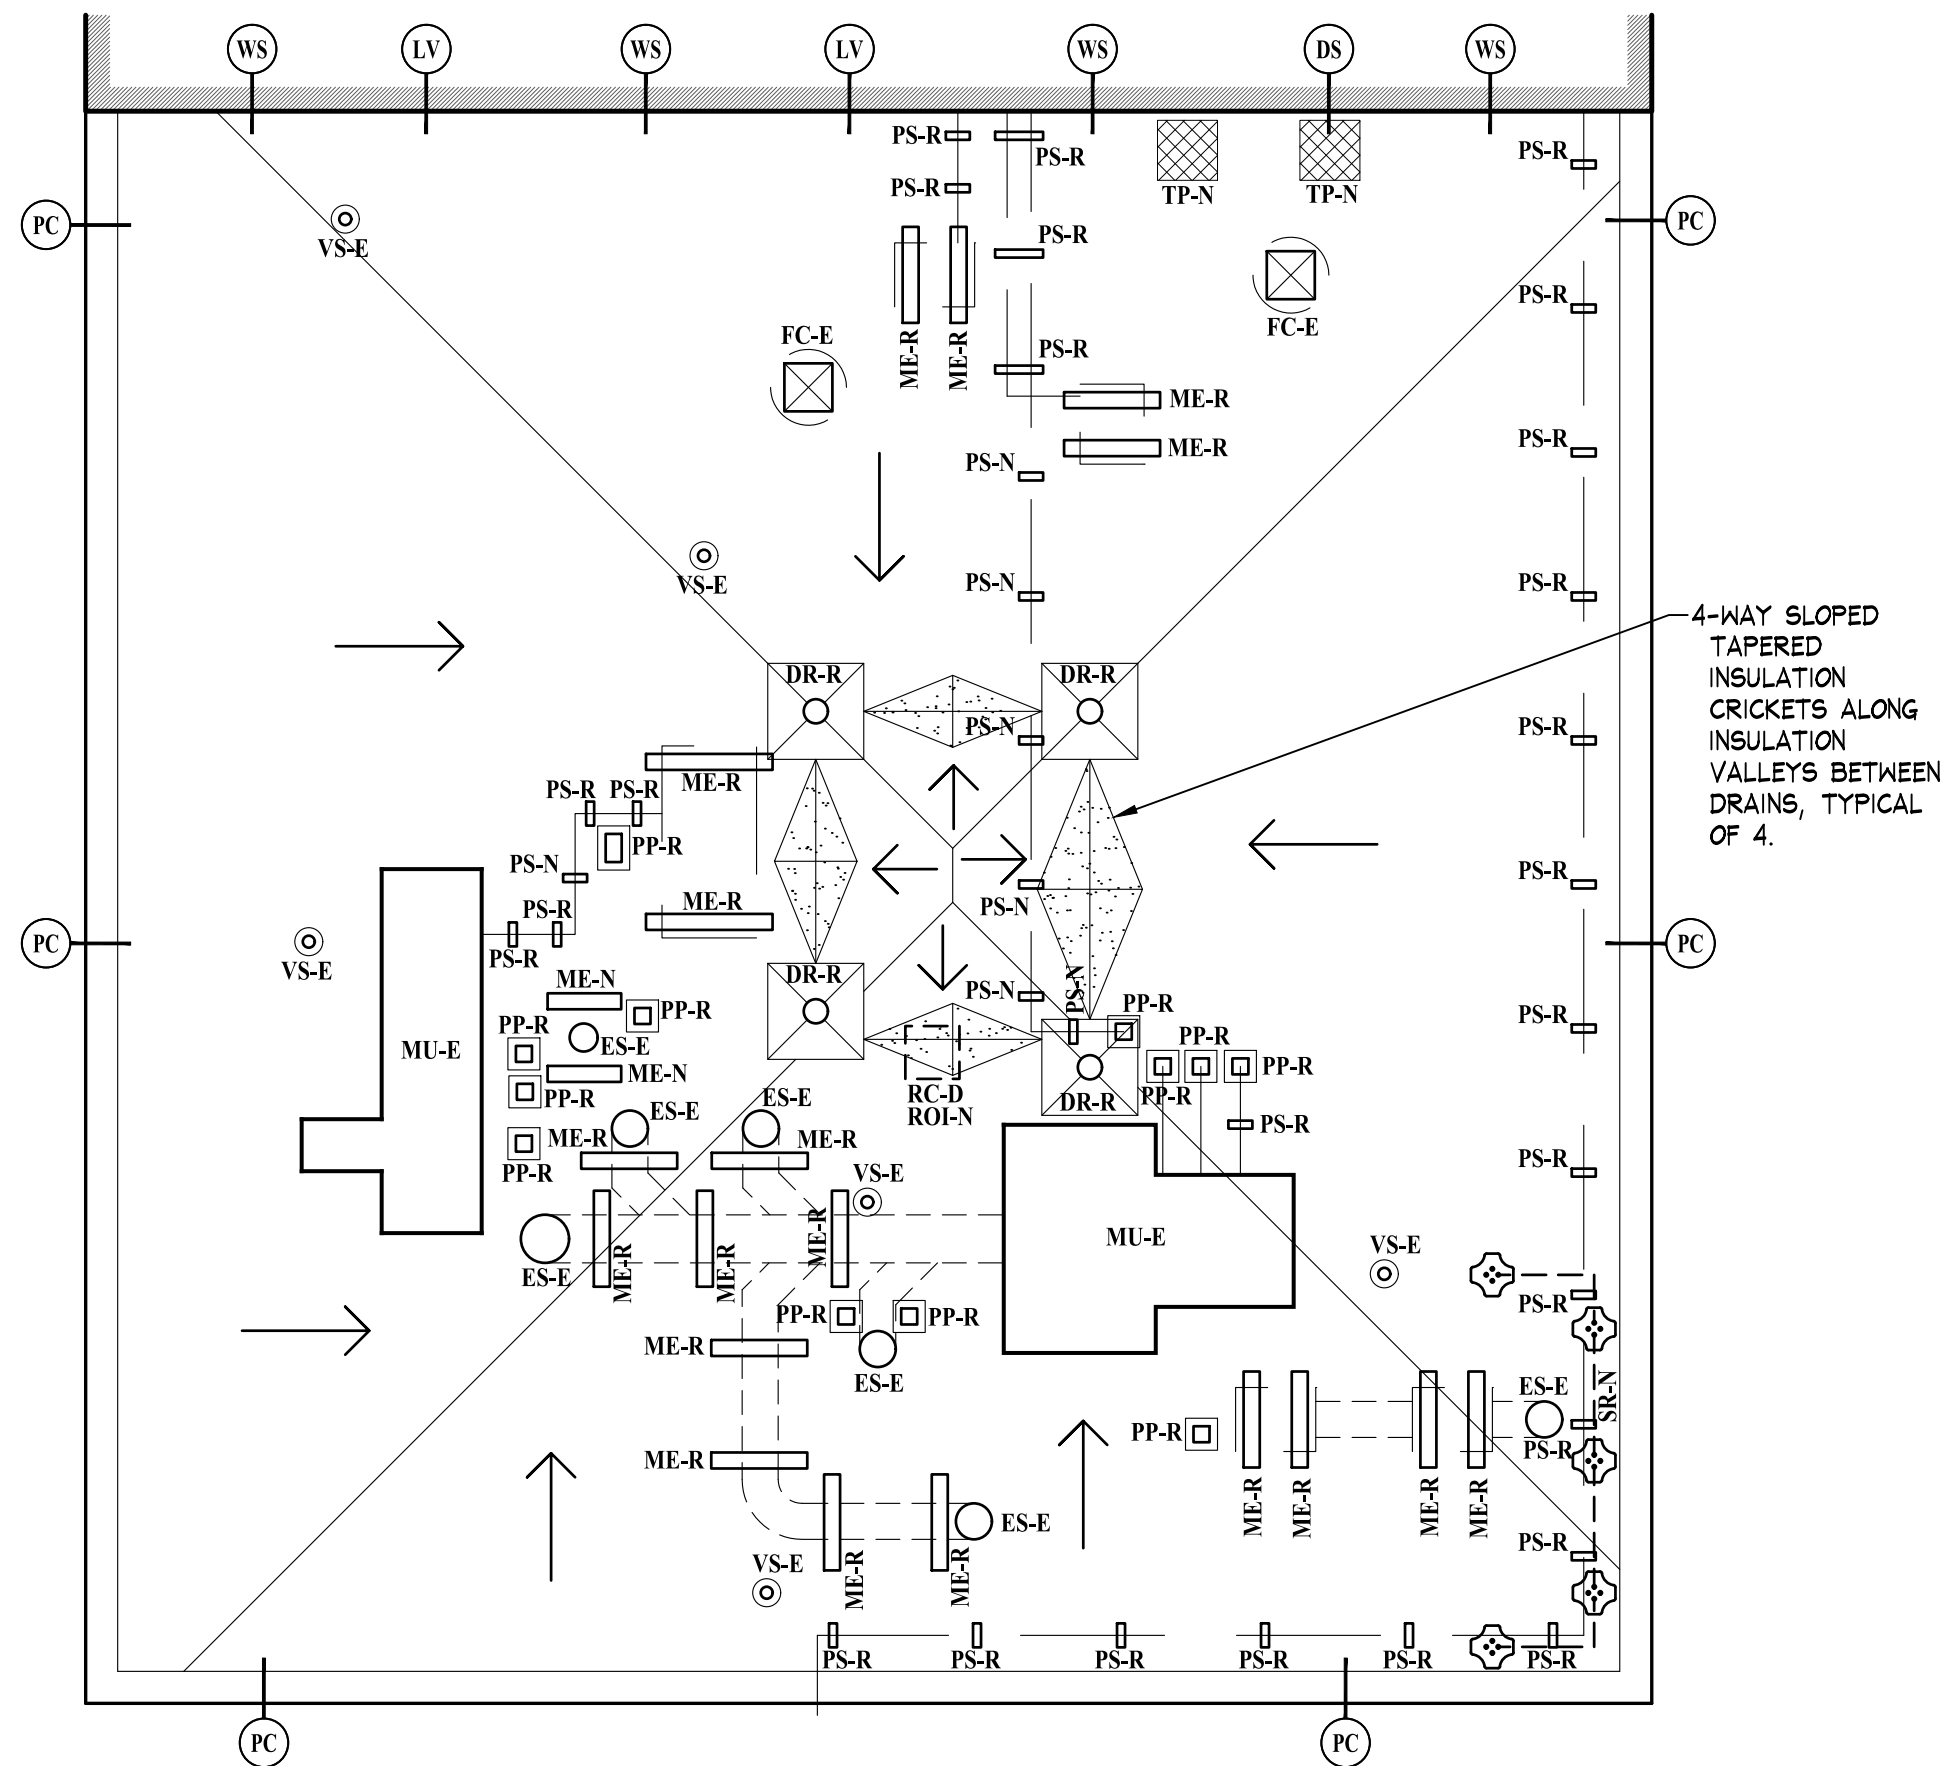 WS
LV
WS
LV
WS
DS
WS
PS-R
PS-R
PS-R
PS-R
TP-N
TP-N
PC
PC
VS-E
PS-R
PS-R
FC-E
FC-E
ME-R
ME-R
PS-R
ME-R
ME-R
PS-R
PS-N
VS-E
PS-N
PS-R
4-WAY SLOPED
TAPERED
INSULATION
CRICKETS ALONG
INSULATION
VALLEYS BETWEEN
DRAINS, TYPICAL
OF 4.
DR-R
DR-R
PS-N
PS-R
ME-R
PS-R
PS-R
PP-R
PS-N
PS-R
ME-R
PS-N
PS-R
PC
PC
VS-E
PS-R
ME-N
DR-R
PS-N
PS-N
PP-R
PP-R
PP-R
PS-R
MU-E
ES-E
PP-R
PP-R
ME-N
PP-R
PP-R
RC-D
ROI-N
DR-R
ES-E
ES-E
PS-R
ME-R
ME-R
PP-R
VS-E
PS-R
ME-R
MU-E
VS-E
ES-E
ME-R
ME-R
PP-R
PP-R
PS-R
ME-R
ES-E
ES-E
SR-N
PP-R
PS-R
ME-R
ME-R
ME-R
ME-R
ME-R
ES-E
PS-R
VS-E
ME-R
ME-R
PS-R
PS-R
PS-R
PS-R
PS-R
PS-R
PC
PC